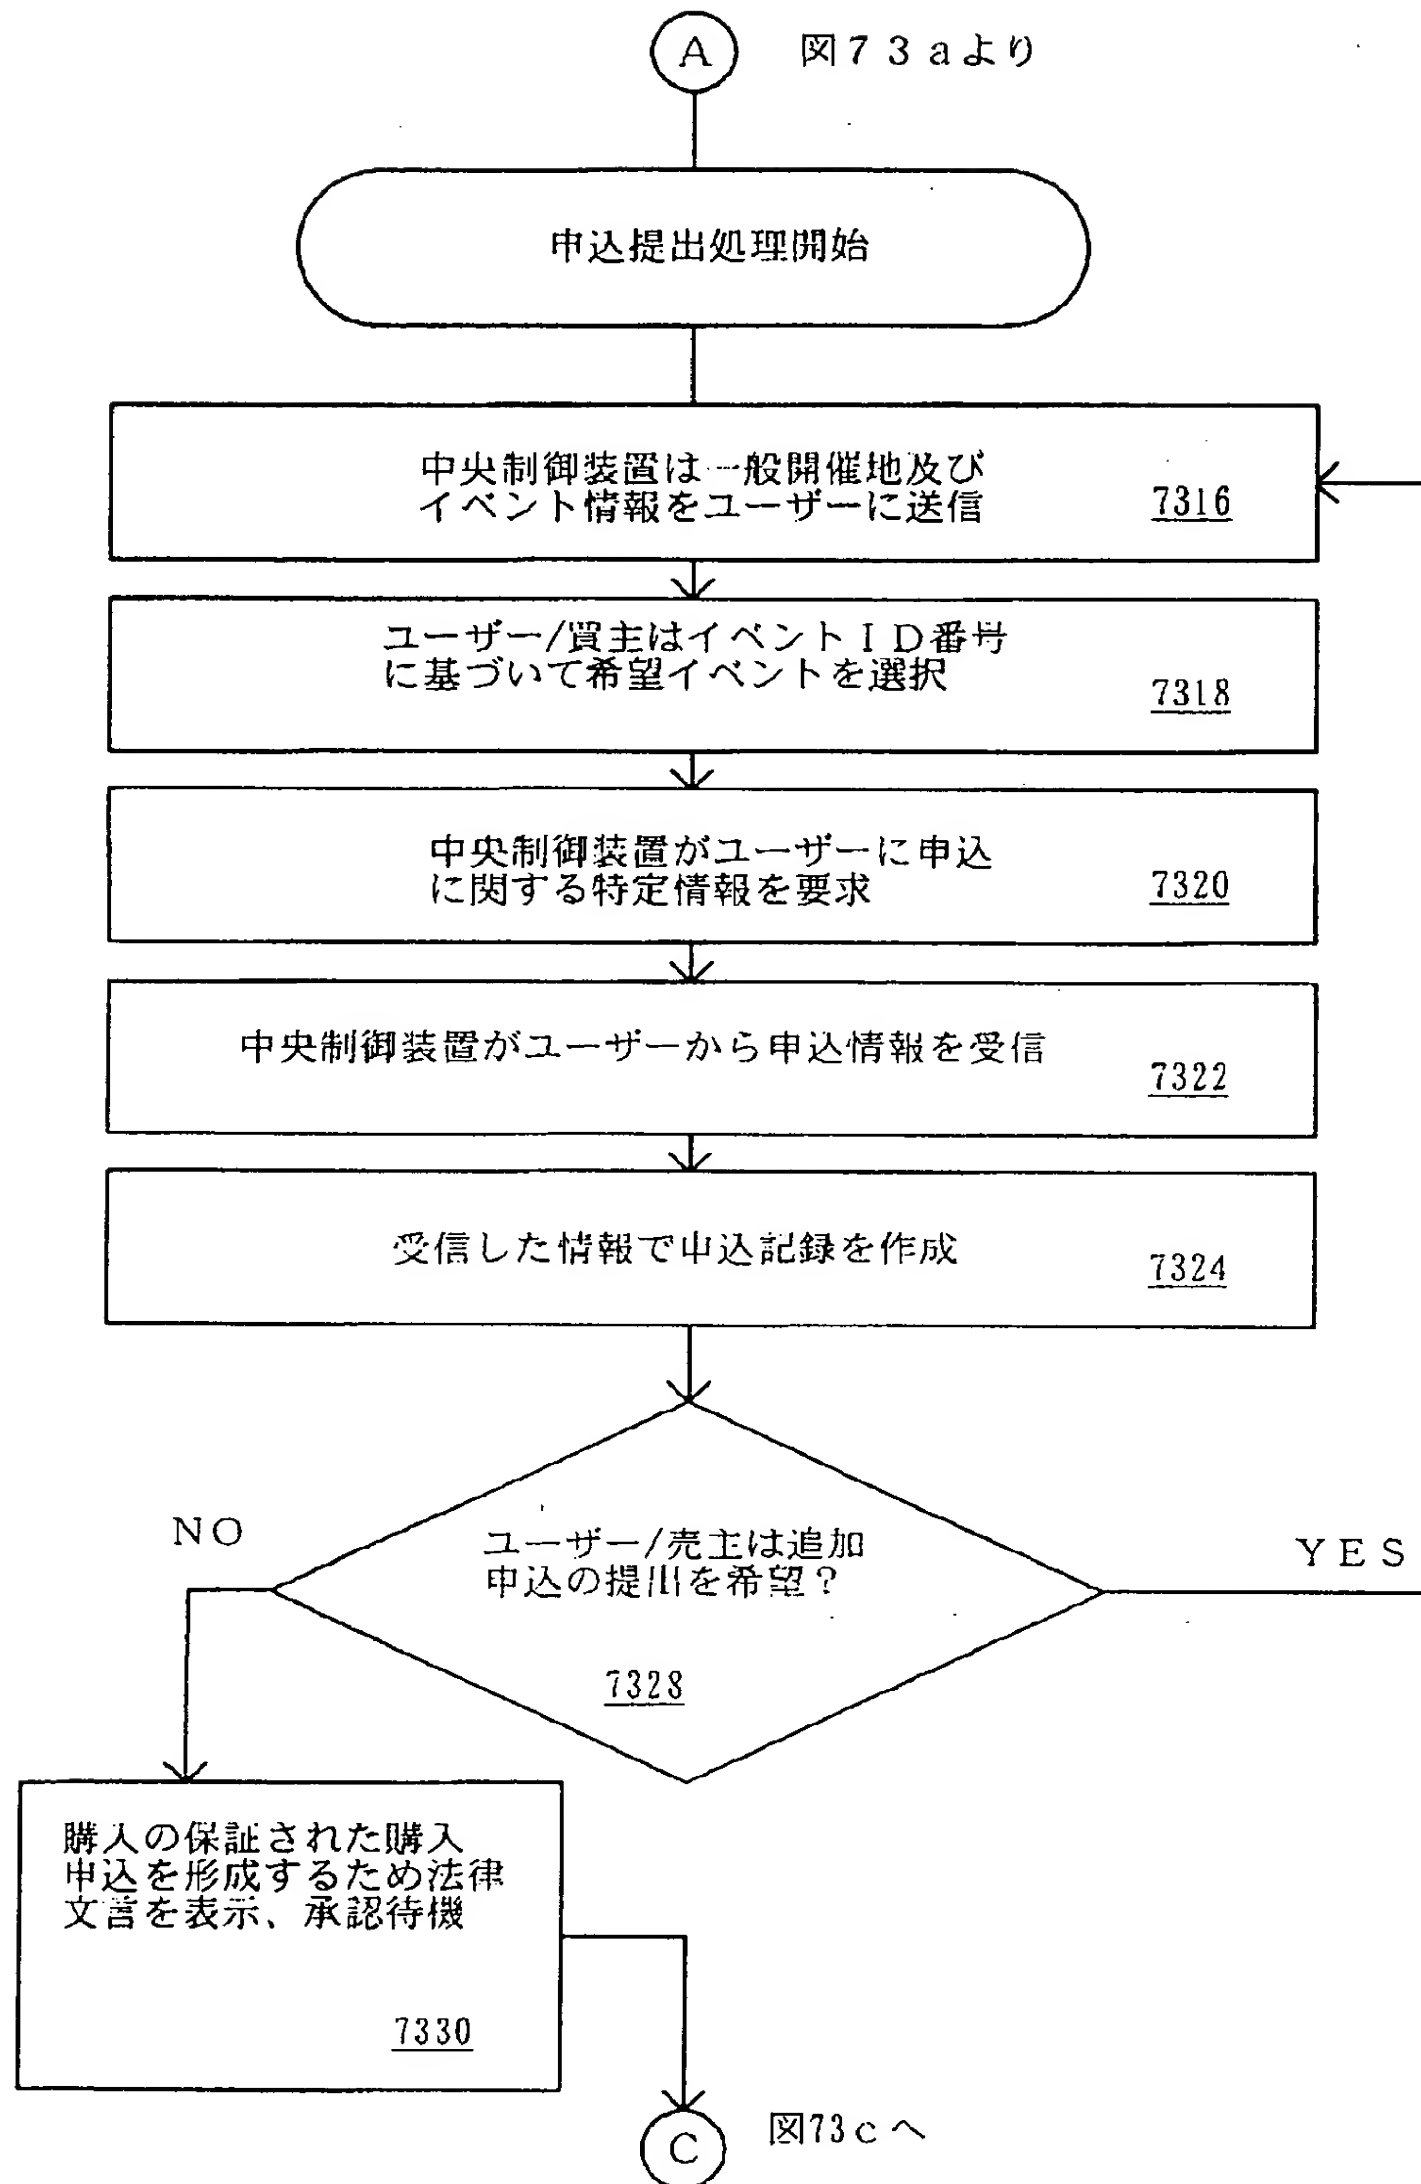 A
図73aより
申込提出処理開始
中央制御装置は一般開催地及び
イベント情報をユーザーに送信
7316
ユーザー/買主はイベントID番号
に基づいて希望イベントを選択
7318
中央制御装置がユーザーに申込
に関する特定情報を要求
7320
中央制御装置がユーザーから申込情報を受信
7322
受信した情報で申込記録を作成
7324
NO
ユーザー/売主は追加
申込の提出を希望?
YES
7328
購入の保証された購入
申込を形成するため法律
文言を表示、承認待機
7330
図73cへ
C